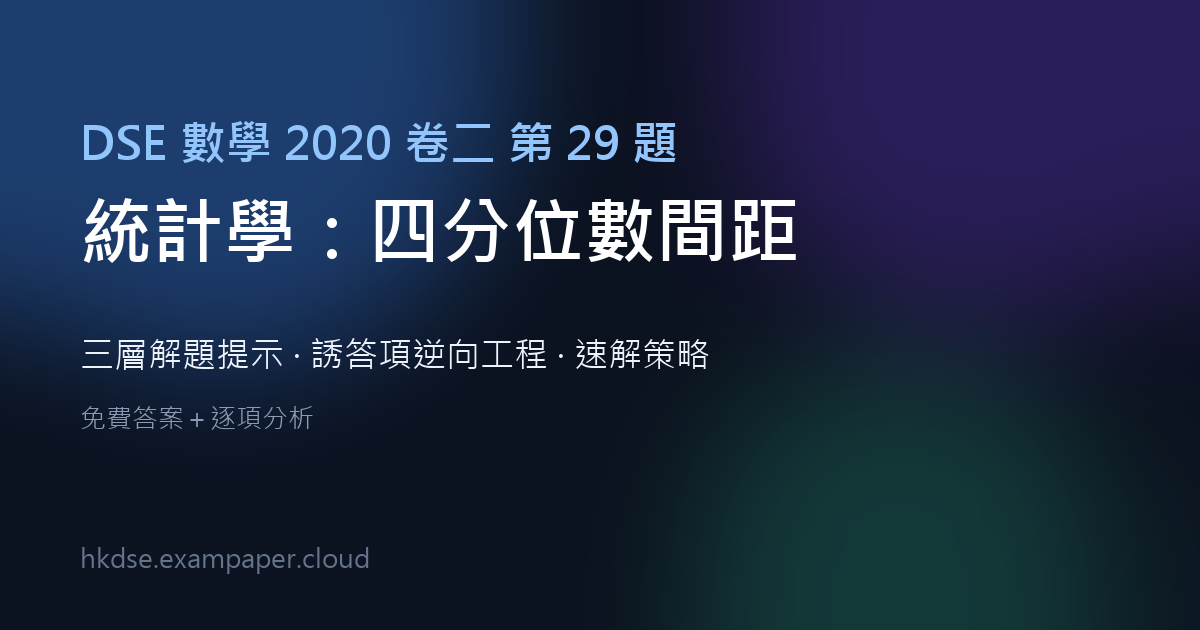 DSE 數學 2020 卷二 第 29 題
統計學：四分位數間距
三層解題提示 · 誘答項逆向工程 · 速解策略
免費答案 + 逐項分析
hkdse.exampaper.cloud